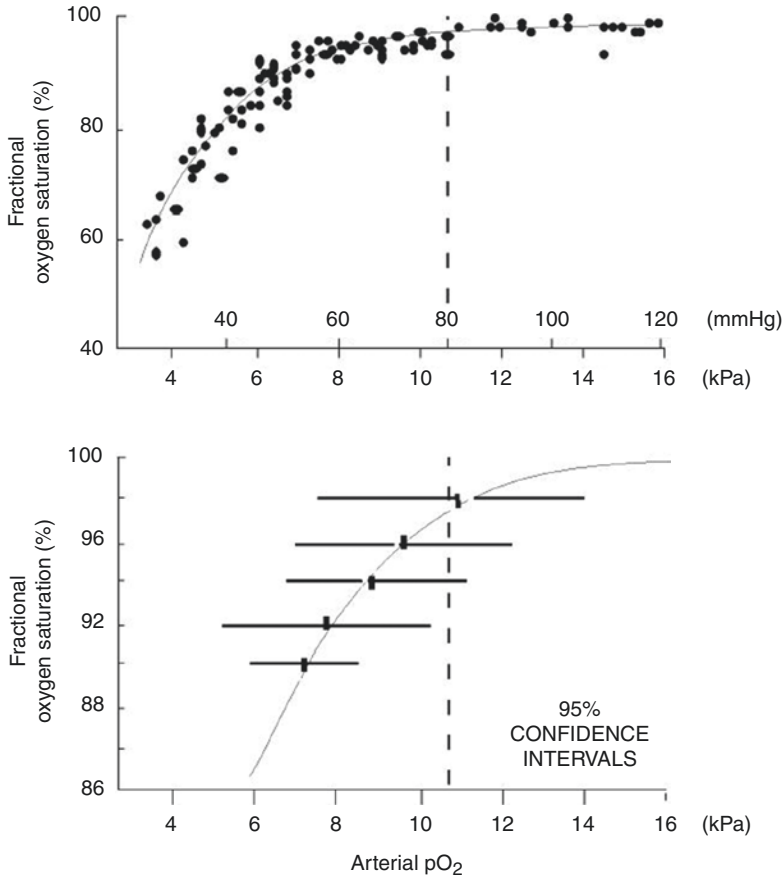 100
80
60
40
Fractional
oxygen saturation (%)
40 60 80 100 120 (mmHg)
4 6 8 10 12 14 16 (kPa)
100
96
92
88
86
Fractional
oxygen saturation (%)
95%
CONFIDENCE
INTERVALS
4 6 8 10 12 14 16 (kPa)
Arterial pO₂